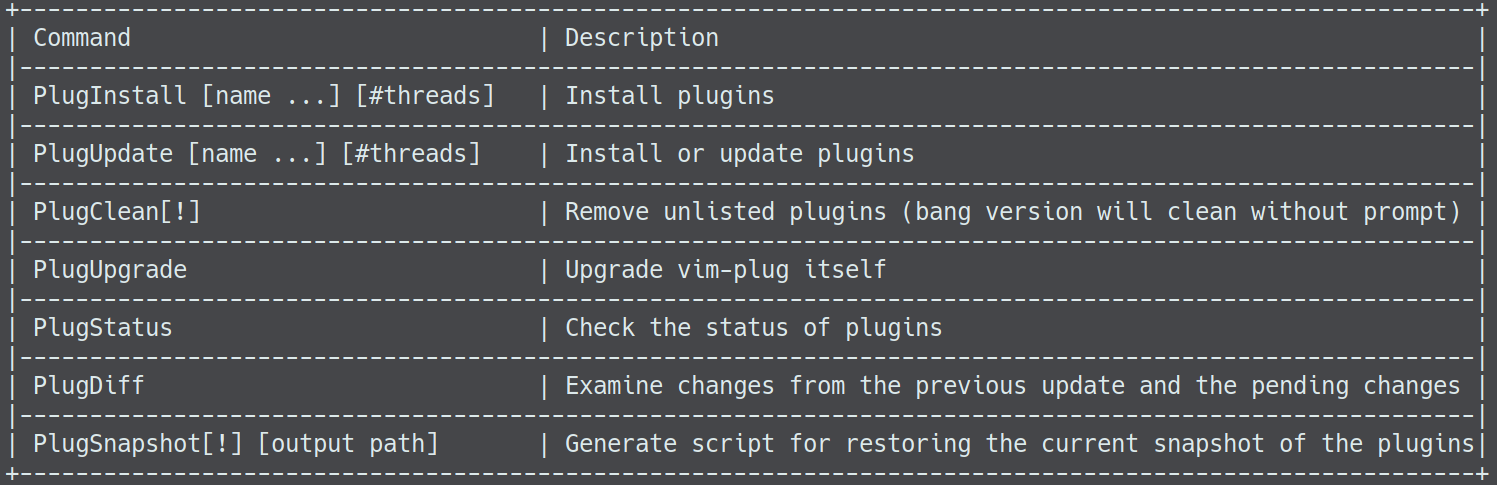 +--------------------------------------------------------------------------------------------------------+
| Command                             | Description                                                      |
|--------------------------------------------------------------------------------------------------------|
| PlugInstall [name ...] [#threads]   | Install plugins                                                  |
|--------------------------------------------------------------------------------------------------------|
| PlugUpdate [name ...] [#threads]    | Install or update plugins                                        |
|--------------------------------------------------------------------------------------------------------|
| PlugClean[!]                        | Remove unlisted plugins (bang version will clean without prompt) |
|--------------------------------------------------------------------------------------------------------|
| PlugUpgrade                         | Upgrade vim-plug itself                                          |
|--------------------------------------------------------------------------------------------------------|
| PlugStatus                          | Check the status of plugins                                      |
|--------------------------------------------------------------------------------------------------------|
| PlugDiff                            | Examine changes from the previous update and the pending changes |
|--------------------------------------------------------------------------------------------------------|
| PlugSnapshot[!] [output path]       | Generate script for restoring the current snapshot of the plugins|
+--------------------------------------------------------------------------------------------------------+